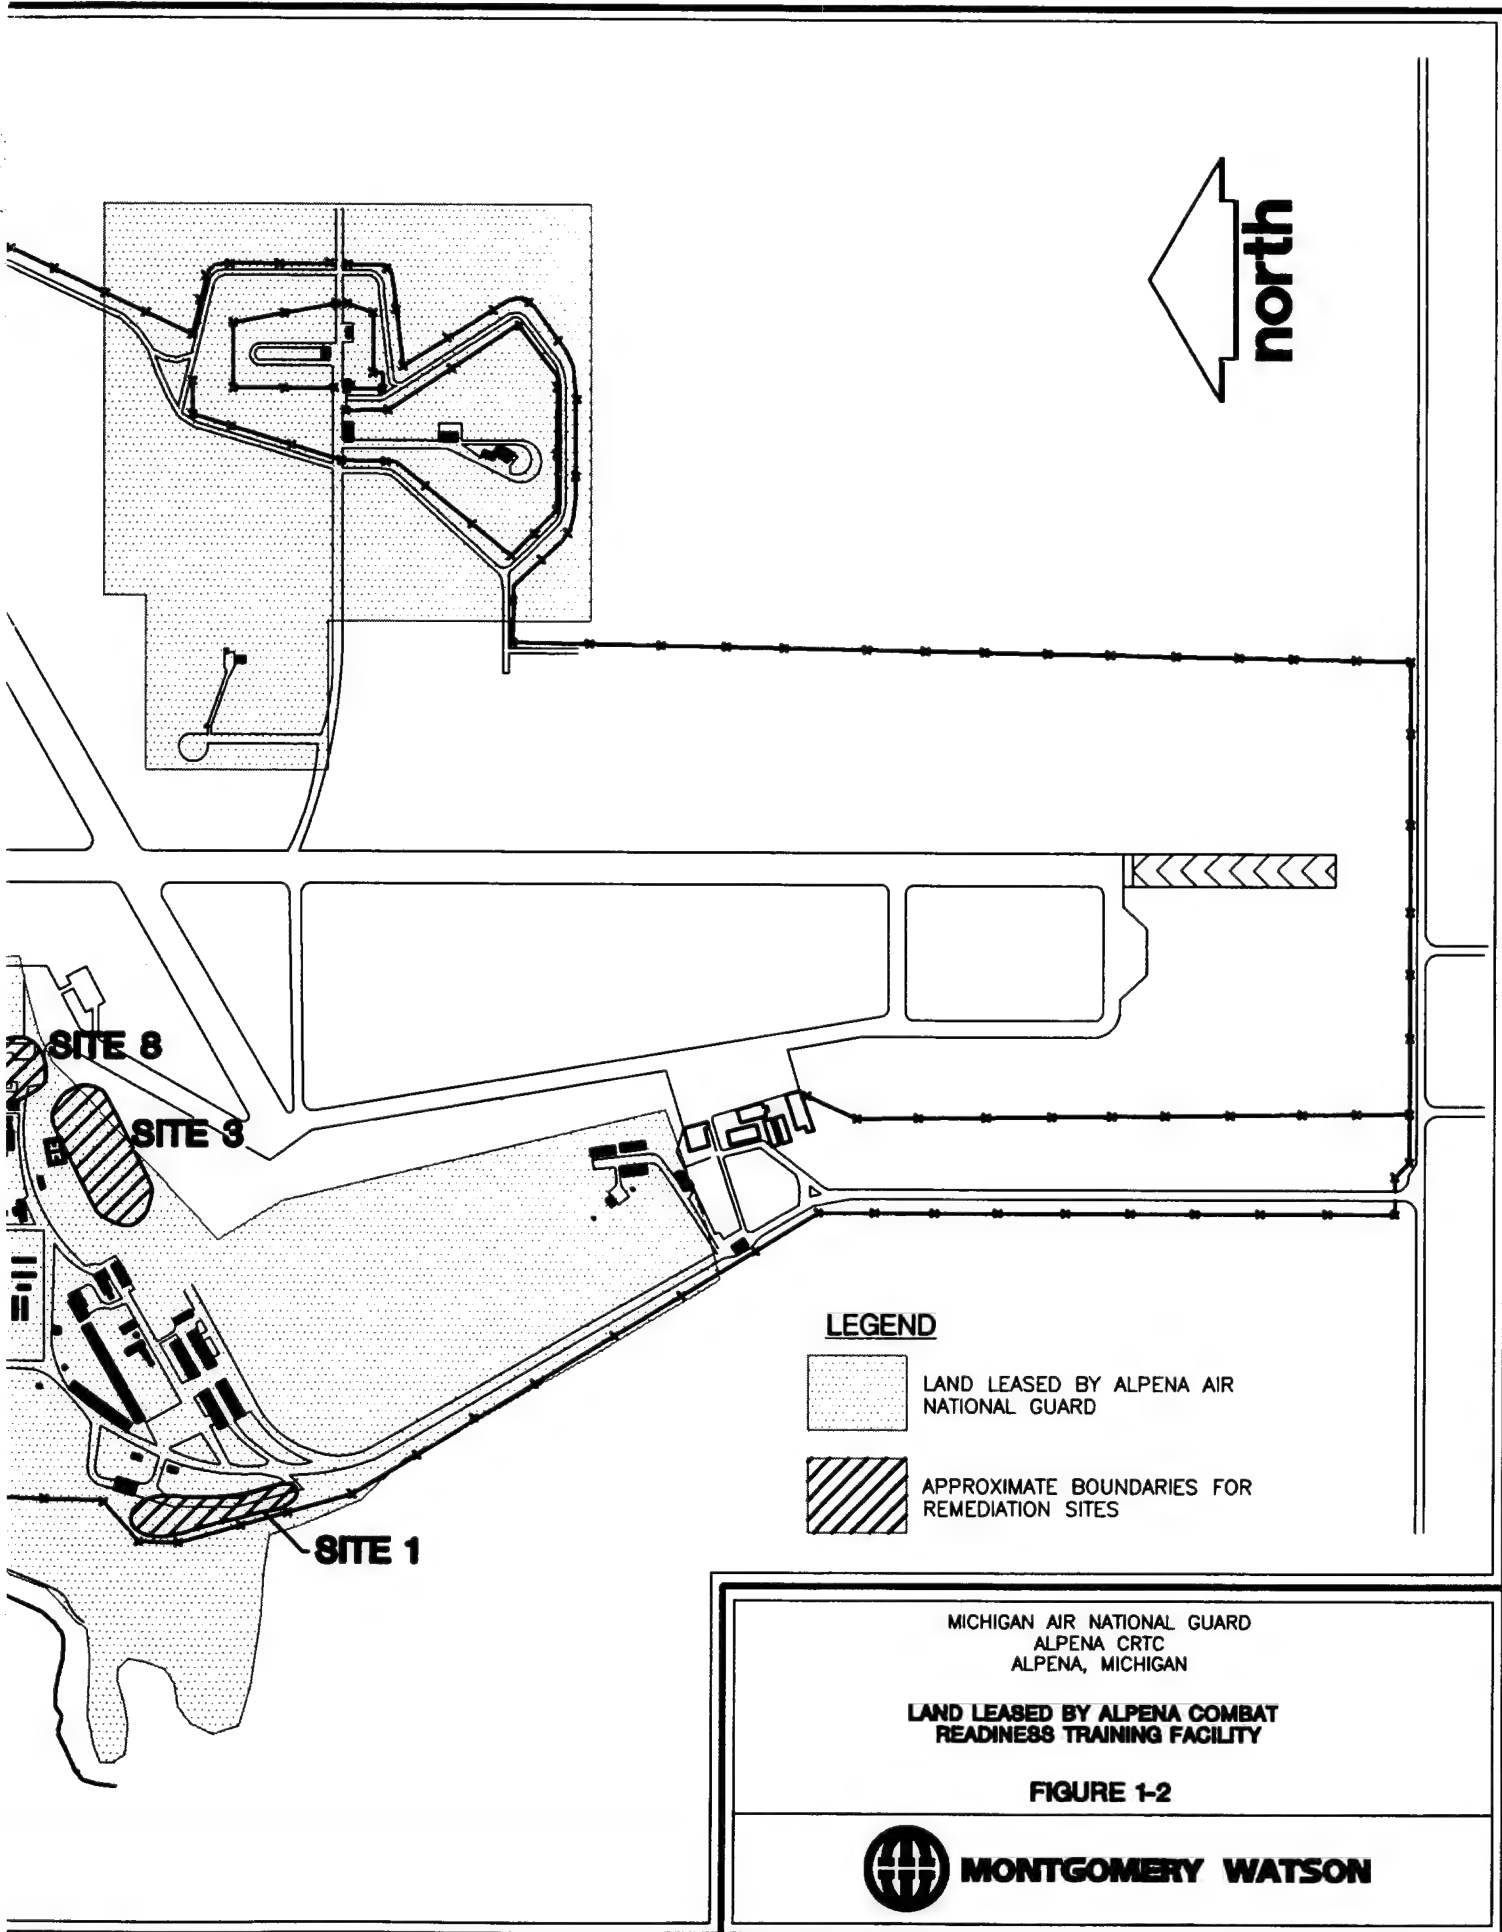 north
SITE 8
SITE 3
SITE 1
LEGEND
LAND LEASED BY ALPENA AIR
NATIONAL GUARD
APPROXIMATE BOUNDARIES FOR
REMEDIATION SITES
MICHIGAN AIR NATIONAL GUARD
ALPENA CRTC
ALPENA, MICHIGAN
LAND LEASED BY ALPENA COMBAT
READINESS TRAINING FACILITY
FIGURE 1-2
MONTGOMERY WATSON